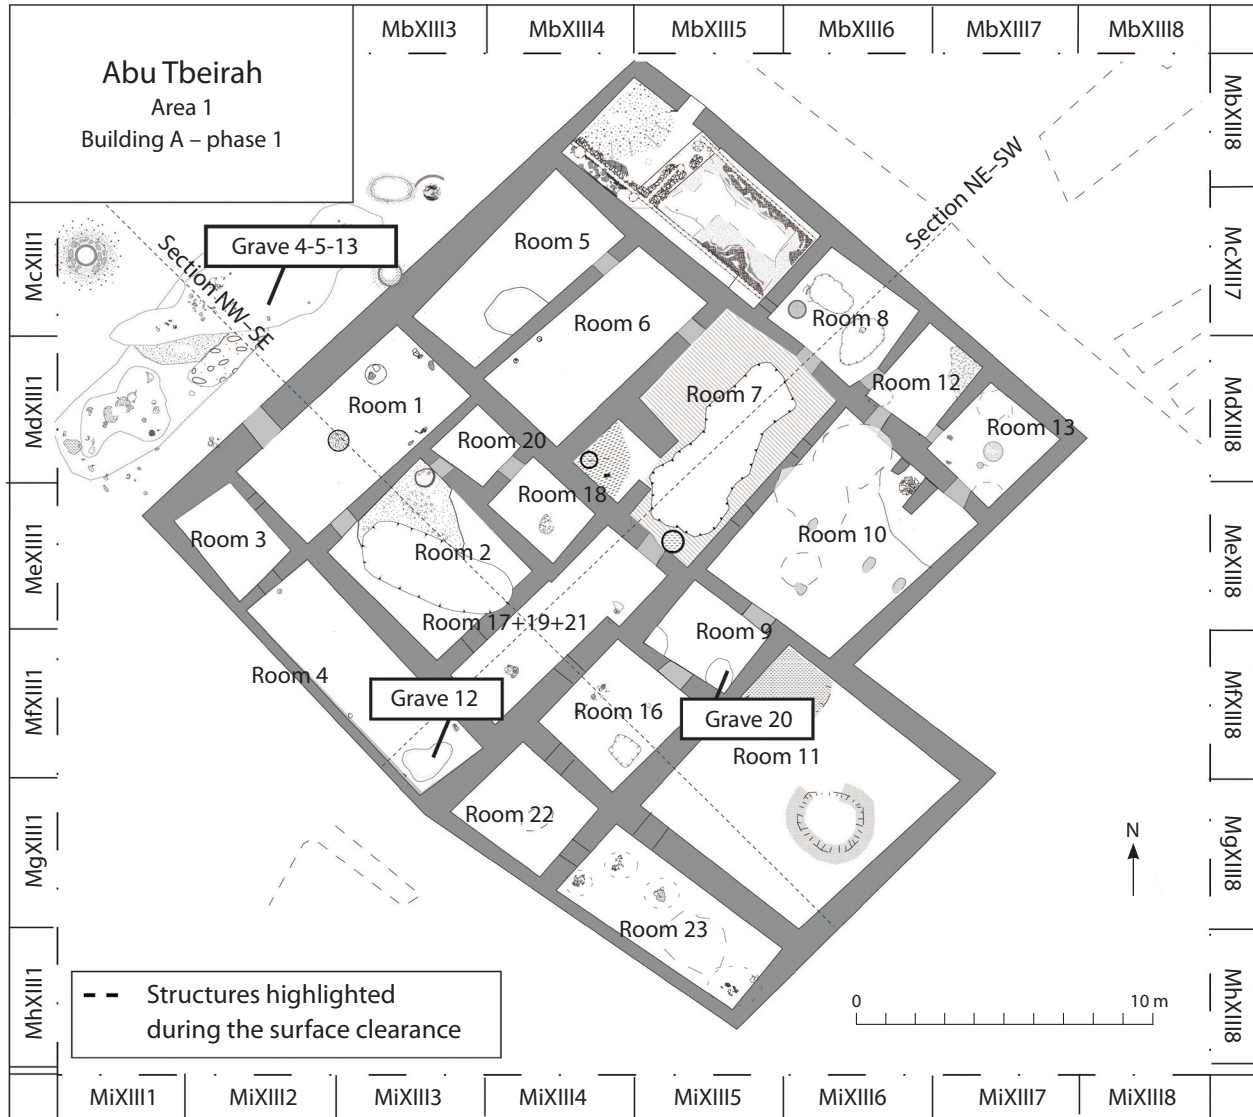 MbXIII3
MbXIII4
MbXIII5
MbXIII6
MbXIII7
MbXIII8
Abu Tbeirah
Area 1
Building A – phase 1
MbXIII8
McXIII7
MdXIII8
MeXIII8
MfXIII8
MgXIII8
MhXIII8
McXIII1
MdXIII1
MeXIII1
MfXIII1
MgXIII1
MhXIII1
Section NE–SW
Section NW–SE
Grave 4-5-13
Room 5
Room 6
Room 8
Room 7
Room 12
Room 1
Room 13
Room 20
Room 18
Room 3
Room 2
Room 10
Room 17+19+21
Room 9
Room 4
Grave 12
Room 16
Grave 20
Room 11
Room 22
Room 23
N
0
10 m
Structures highlighted
during the surface clearance
MiXIII1
MiXIII2
MiXIII3
MiXIII4
MiXIII5
MiXIII6
MiXIII7
MiXIII8